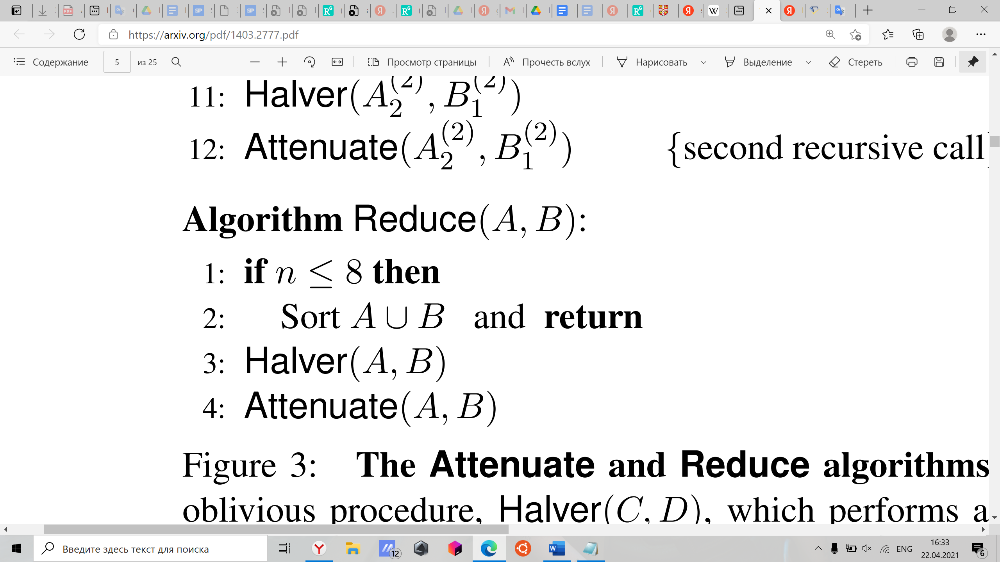 https://arxiv.org/pdf/1403.2777.pdf
Содержание 5 из 25 Просмотр страницы Прочесть вслух Нарисовать Выделение Стереть
11: Halver(A_2^{(2)}, B_1^{(2)})
12: Attenuate(A_2^{(2)}, B_1^{(2)}) {second recursive call
Algorithm Reduce(A, B):
1: if n ≤ 8 then
2: Sort A ∪ B and return
3: Halver(A, B)
4: Attenuate(A, B)
Figure 3: The Attenuate and Reduce algorithms
oblivious procedure, Halver(C, D), which performs a
Введите здесь текст для поиска
12
ENG
16:33
22.04.2021
6